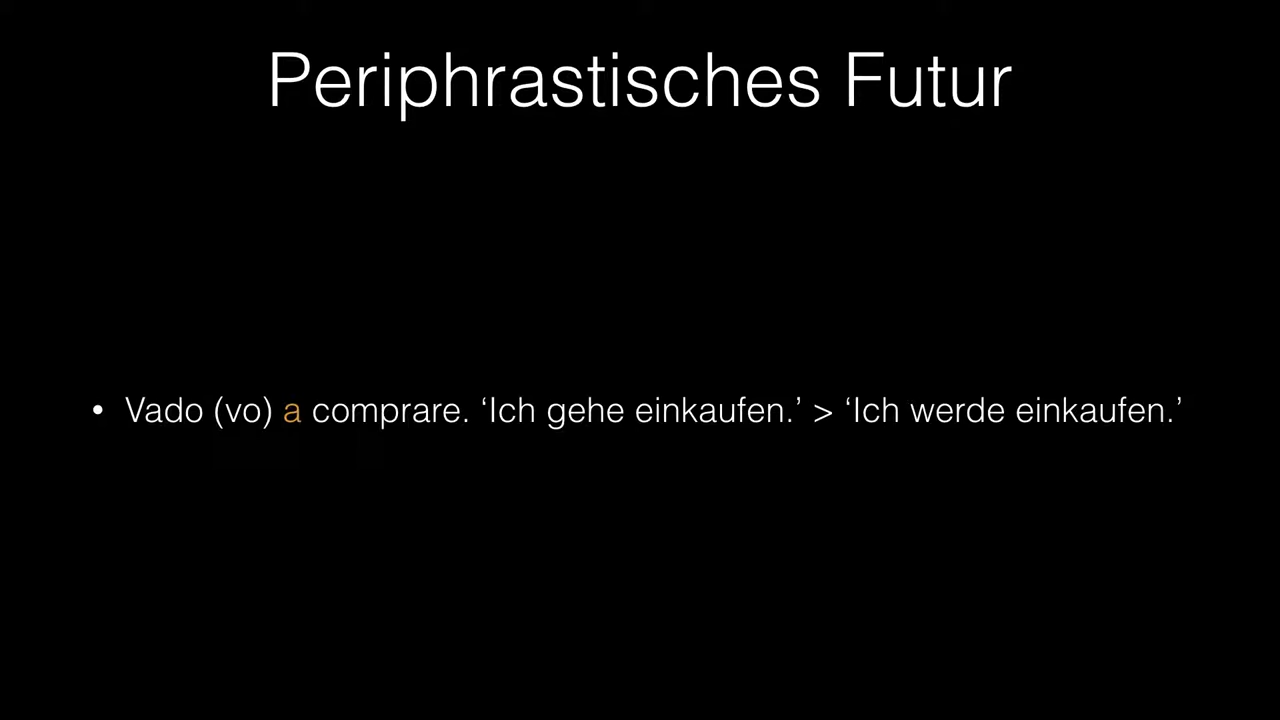 Periphrastisches Futur
• Vado (vo) a comprare. ‘Ich gehe einkaufen.’ > ‘Ich werde einkaufen.’